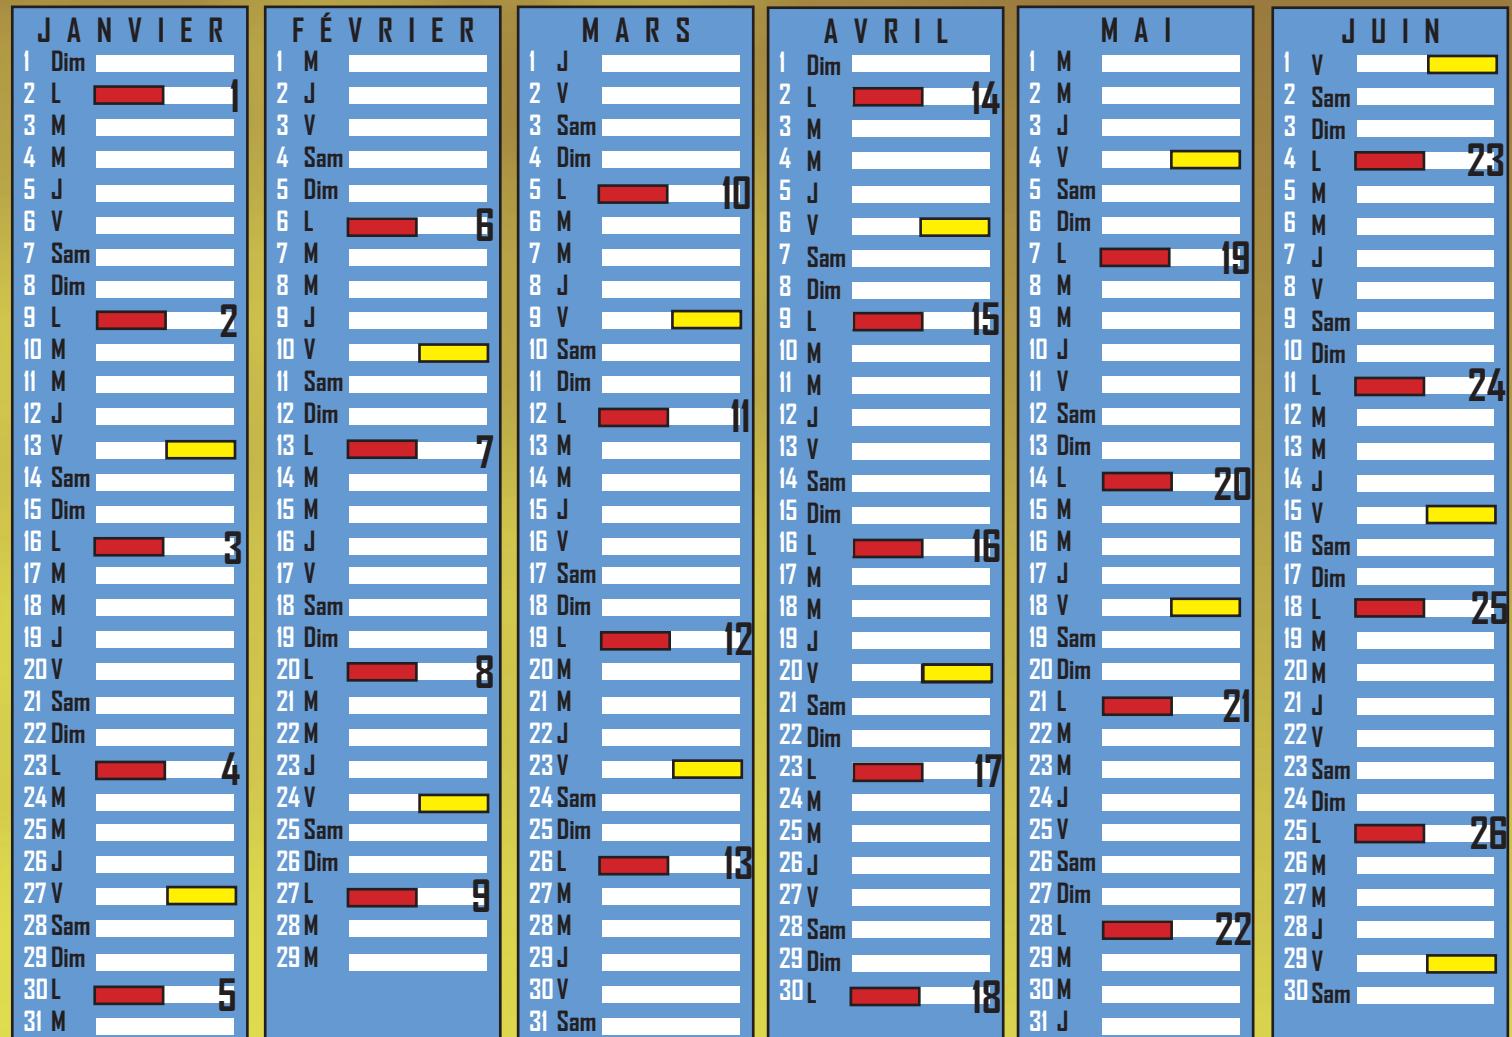 JANVIER
1 Dim
2 L 1
3 M
4 M
5 J
6 V
7 Sam
8 Dim
9 L 2
10 M
11 M
12 J
13 V
14 Sam
15 Dim
16 L 3
17 M
18 M
19 J
20 V
21 Sam
22 Dim
23 L 4
24 M
25 M
26 J
27 V
28 Sam
29 Dim
30 L 5
31 M
FÉVRIER
1 M
2 J
3 V
4 Sam
5 Dim
6 L 6
7 M
8 M
9 J
10 V
11 Sam
12 Dim
13 L 7
14 M
15 M
16 J
17 V
18 Sam
19 Dim
20 L 8
21 M
22 M
23 J
24 V
25 Sam
26 Dim
27 L 9
28 M
29 M
MARS
1 J
2 V
3 Sam
4 Dim
5 L 10
6 M
7 M
8 J
9 V
10 Sam
11 Dim
12 L 11
13 M
14 M
15 J
16 V
17 Sam
18 Dim
19 L 12
20 M
21 M
22 J
23 V
24 Sam
25 Dim
26 L 13
27 M
28 M
29 J
30 V
31 Sam
AVRIL
1 Dim
2 L 14
3 M
4 M
5 J
6 V
7 Sam
8 Dim
9 L 15
10 M
11 M
12 J
13 V
14 Sam
15 Dim
16 L 16
17 M
18 M
19 J
20 V
21 Sam
22 Dim
23 L 17
24 M
25 M
26 J
27 V
28 Sam
29 Dim
30 L 18
MAI
1 M
2 M
3 J
4 V
5 Sam
6 Dim
7 L 19
8 M
9 M
10 J
11 V
12 Sam
13 Dim
14 L 20
15 M
16 M
17 J
18 V
19 Sam
20 Dim
21 L 21
22 M
23 M
24 J
25 V
26 Sam
27 Dim
28 L 22
29 M
30 M
31 J
JUIN
1 V
2 Sam
3 Dim
4 L 23
5 M
6 M
7 J
8 V
9 Sam
10 Dim
11 L 24
12 M
13 M
14 J
15 V
16 Sam
17 Dim
18 L 25
19 M
20 M
21 J
22 V
23 Sam
24 Dim
25 L 26
26 M
27 M
28 J
29 V
30 Sam